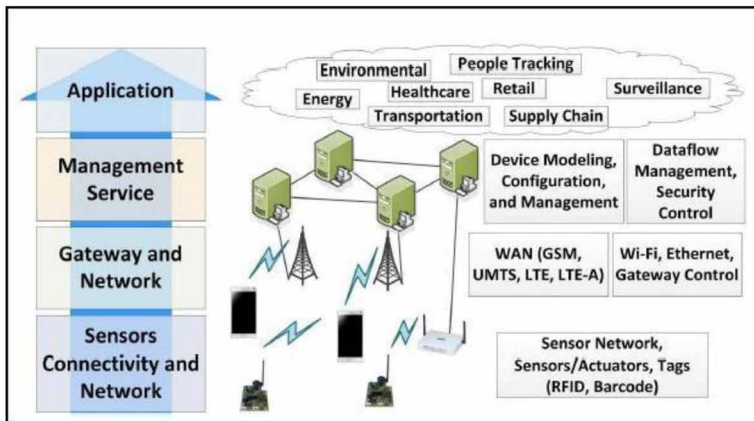 Application
Environmental
People Tracking
Energy
Healthcare
Retail
Surveillance
Transportation
Supply Chain
Management
Service
Device Modeling,
Configuration,
and Management
Dataflow
Management,
Security
Control
Gateway and
Network
WAN (GSM,
UMTS, LTE, LTE-A)
Wi-Fi, Ethernet,
Gateway Control
Sensors
Connectivity and
Network
Sensor Network,
Sensors/Actuators, Tags
(RFID, Barcode)